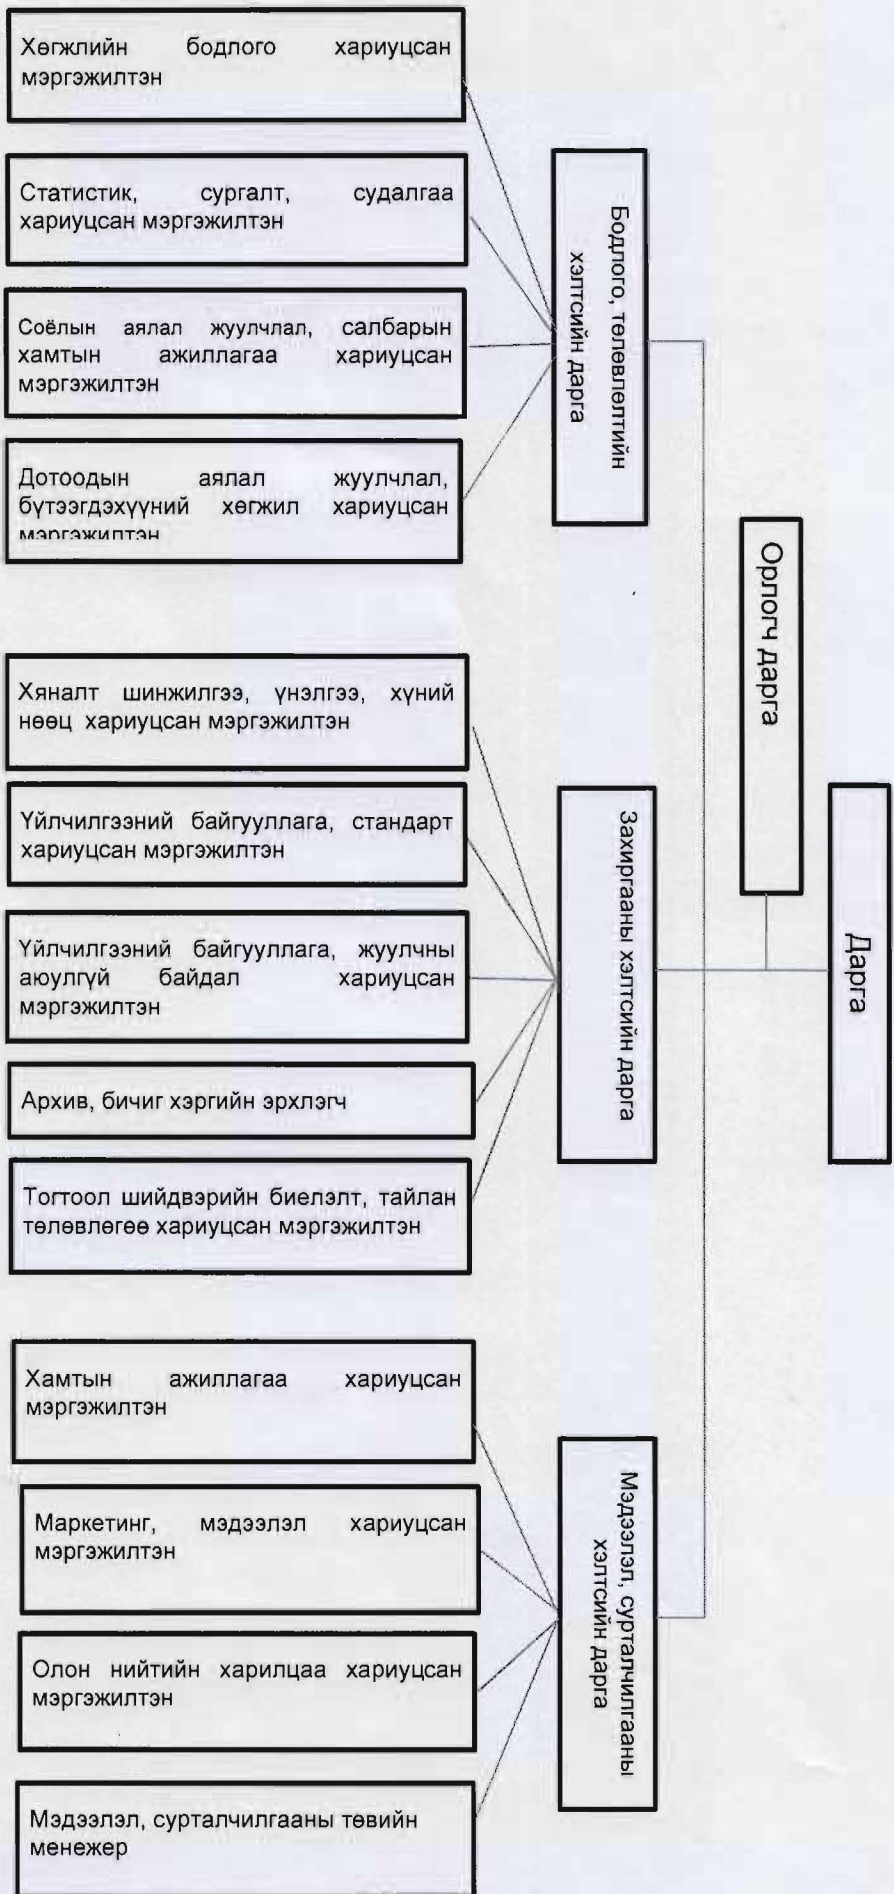 Дарга
Орлогч дарга
Бодлого, төлөвлөлтийн
хэлтсийн дарга
Хөгжлийн бодлого хариуцсан
мэргэжилтэн
Статистик, сургалт, судалгаа
хариуцсан мэргэжилтэн
Соёлын аялал жуулчлал, салбарын
хамтын ажиллагаа хариуцсан
мэргэжилтэн
Дотоодын аялал жуулчлал,
бүтээгдэхүүний хөгжил хариуцсан
мэргэжилтэн
Захиргааны хэлтсийн дарга
Хяналт шинжилгээ, үнэлгээ, хүний
нөөц хариуцсан мэргэжилтэн
Үйлчилгээний байгууллага, стандарт
хариуцсан мэргэжилтэн
Үйлчилгээний байгууллага, жуулчны
аюулгүй байдал хариуцсан
мэргэжилтэн
Архив, бичиг хэргийн эрхлэгч
Тогтоол шийдвэрийн биелэлт, тайлан
төлөвлөгөө хариуцсан мэргэжилтэн
Мэдээлэл, сурталчилгааны
хэлтсийн дарга
Хамтын ажиллагаа хариуцсан
мэргэжилтэн
Маркетинг, мэдээлэл хариуцсан
мэргэжилтэн
Олон нийтийн харилцаа хариуцсан
мэргэжилтэн
Мэдээлэл, сурталчилгааны төвийн
менежер